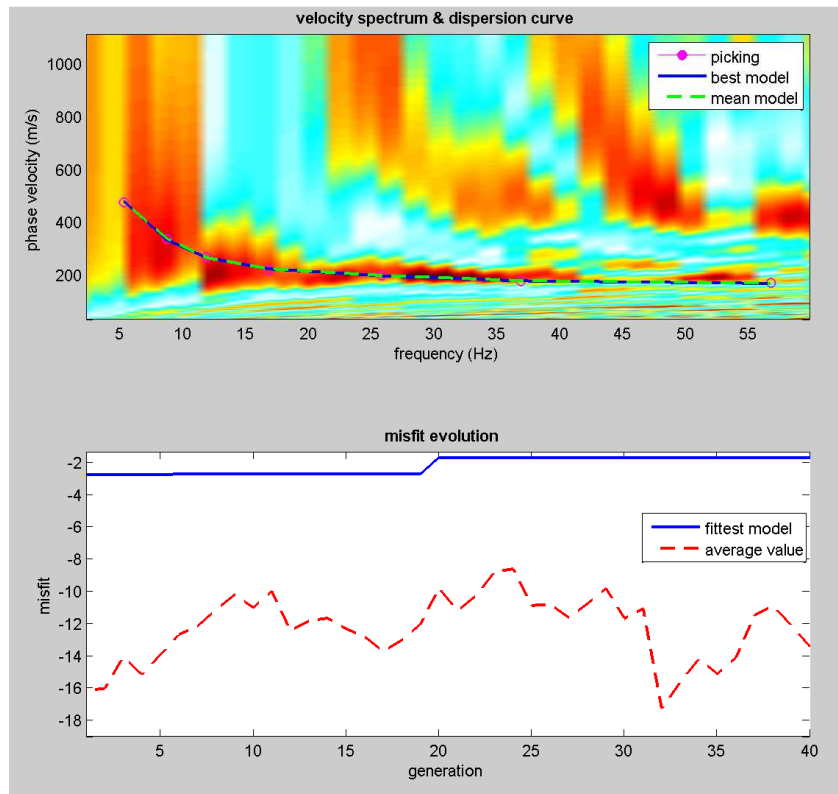 velocity spectrum & dispersion curve
1000
800
600
400
200
phase velocity (m/s)
picking
best model
mean model
5 10 15 20 25 30 35 40 45 50 55
frequency (Hz)
misfit evolution
-2
-4
-6
-8
-10
-12
-14
-16
-18
misfit
fittest model
average value
5 10 15 20 25 30 35 40
generation